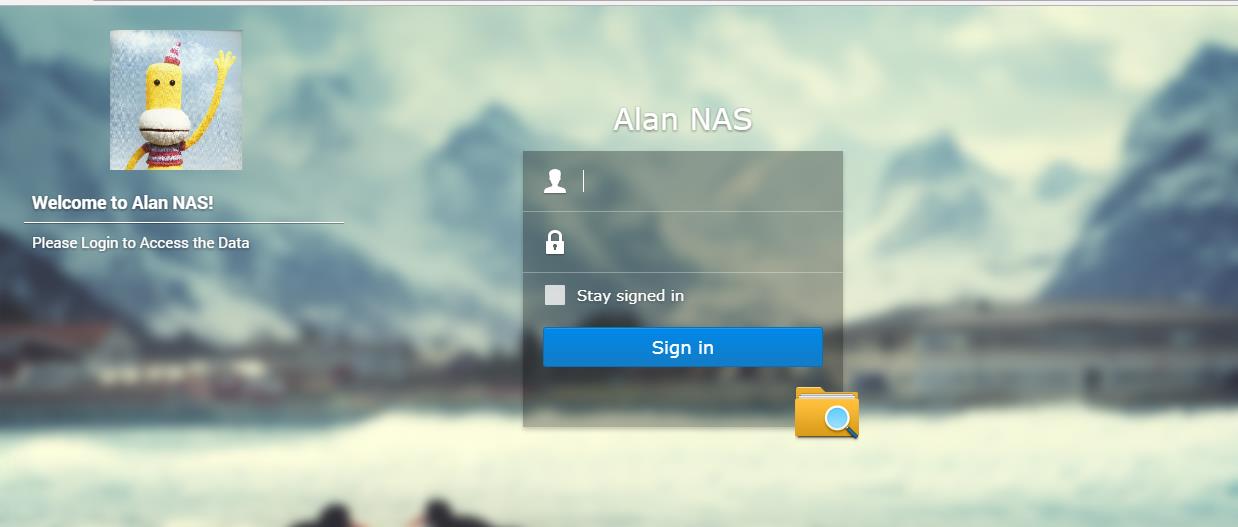 Alan NAS
Welcome to Alan NAS!
Please Login to Access the Data
Stay signed in
Sign in